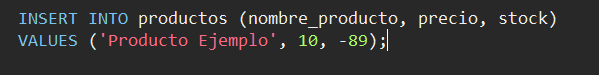 INSERT INTO productos (nombre_producto, precio, stock)
VALUES ('Producto Ejemplo', 10, -89);